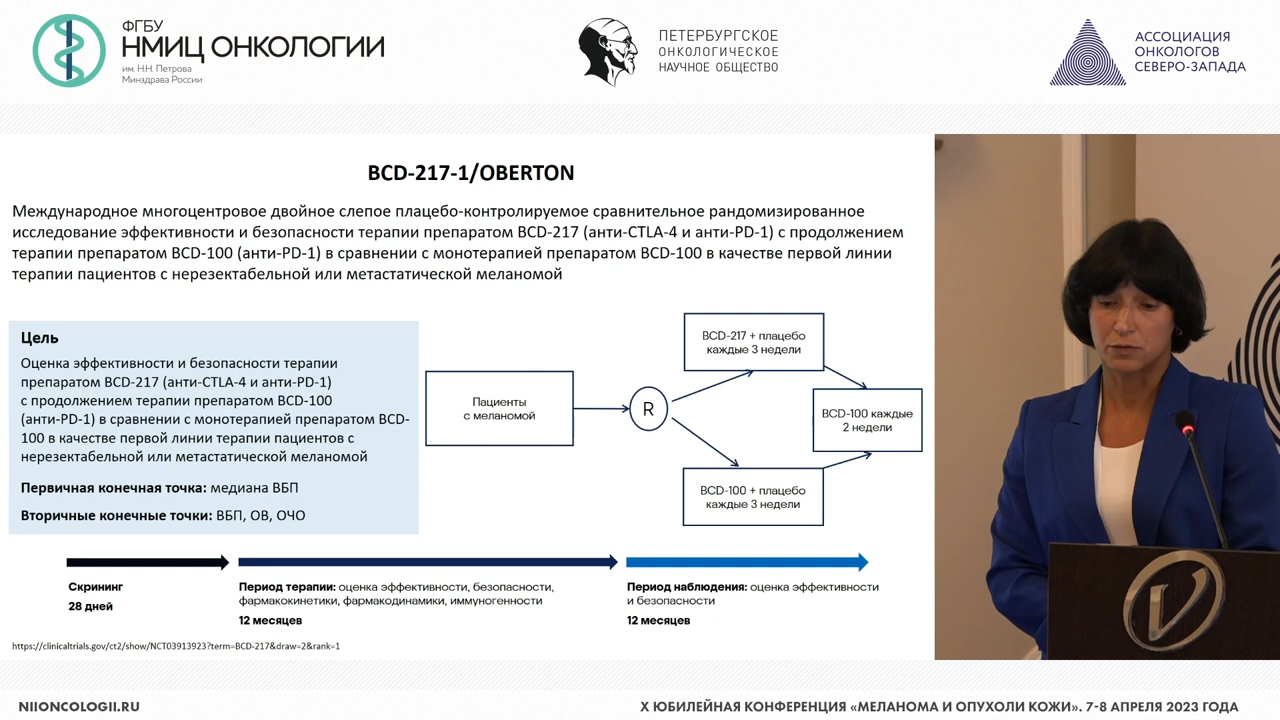 ФГБУ
НМИЦ ОНКОЛОГИИ
им. Н.Н. Петрова
Минздрава России
ПЕТЕРБУРГСКОЕ
ОНКОЛОГИЧЕСКОЕ
НАУЧНОЕ ОБЩЕСТВО
АССОЦИАЦИЯ
ОНКОЛОГОВ
СЕВЕРО-ЗАПАДА
BCD-217-1/OBERTON
Международное многоцентровое двойное слепое плацебо-контролируемое сравнительное рандомизированное
исследование эффективности и безопасности терапии препаратом BCD-217 (анти-CTLA-4 и анти-PD-1) с продолжением
терапии препаратом BCD-100 (анти-PD-1) в сравнении с монотерапией препаратом BCD-100 в качестве первой линии
терапии пациентов с нерезектабельной или метастатической меланомой
Цель
Оценка эффективности и безопасности терапии
препаратом BCD-217 (анти-CTLA-4 и анти-PD-1)
с продолжением терапии препаратом BCD-100
(анти-PD-1) в сравнении с монотерапией препаратом BCD-
100 в качестве первой линии терапии пациентов с
нерезектабельной или метастатической меланомой
Первичная конечная точка: медиана ВБП
Вторичные конечные точки: ВБП, ОВ, ОЧО
Пациенты
с меланомой
R
BCD-217 + плацебо
каждые 3 недели
BCD-100 каждые
2 недели
BCD-100 + плацебо
каждые 3 недели
Скрининг
28 дней
Период терапии: оценка эффективности, безопасности,
фармакокинетики, фармакодинамики, иммуногенности
12 месяцев
Период наблюдения: оценка эффективности
и безопасности
12 месяцев
https://clinicaltrials.gov/ct2/show/NCT03913923?term=BCD-217&draw=2&rank=1
NIIONCOLOGII.RU
X ЮБИЛЕЙНАЯ КОНФЕРЕНЦИЯ «МЕЛАНОМА И ОПУХОЛИ КОЖИ». 7-8 АПРЕЛЯ 2023 ГОДА